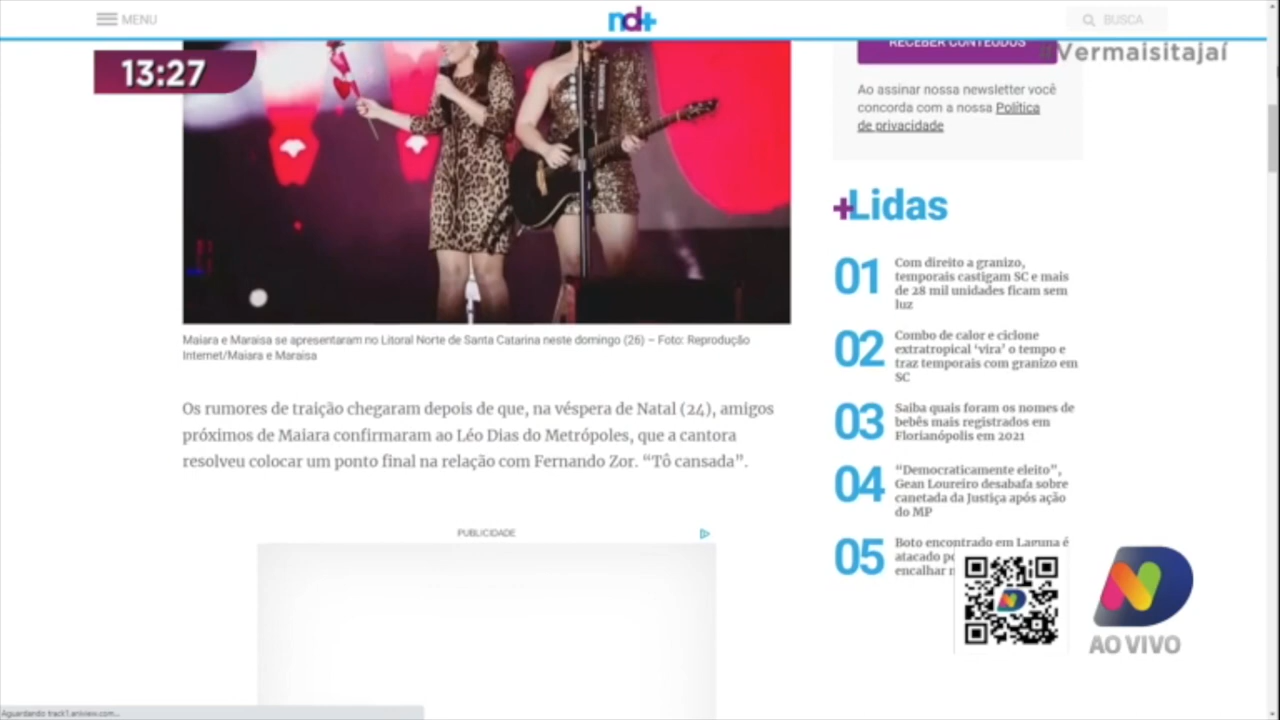 MENU
nd+
BUSCA
13:27
RECEBER CONTEÚDOS
#Vermaisitajaí
Ao assinar nossa newsletter você
concorda com a nossa Política
de privacidade
+Lidas
01
Com direito a granizo,
temporais castigam SC e mais
de 28 mil unidades ficam sem
luz
02
Combo de calor e ciclone
extratropical ‘vira’ o tempo e
traz temporais com granizo em
SC
03
Saiba quais foram os nomes de
bebês mais registrados em
Florianópolis em 2021
04
“Democraticamente eleito”,
Gean Loureiro desabafa sobre
canetada da Justiça após ação
do MP
05
Boto encontrado em Laguna é
atacado
encalhar
Maiara e Maraisa se apresentaram no Litoral Norte de Santa Catarina neste domingo (26) – Foto: Reprodução
Internet/Maiara e Maraisa
Os rumores de traição chegaram depois de que, na véspera de Natal (24), amigos
próximos de Maiara confirmaram ao Léo Dias do Metrópoles, que a cantora
resolveu colocar um ponto final na relação com Fernando Zor. “Tô cansada”.
PUBLICIDADE
ND
AO VIVO
Aguardando track1.aniview.com...